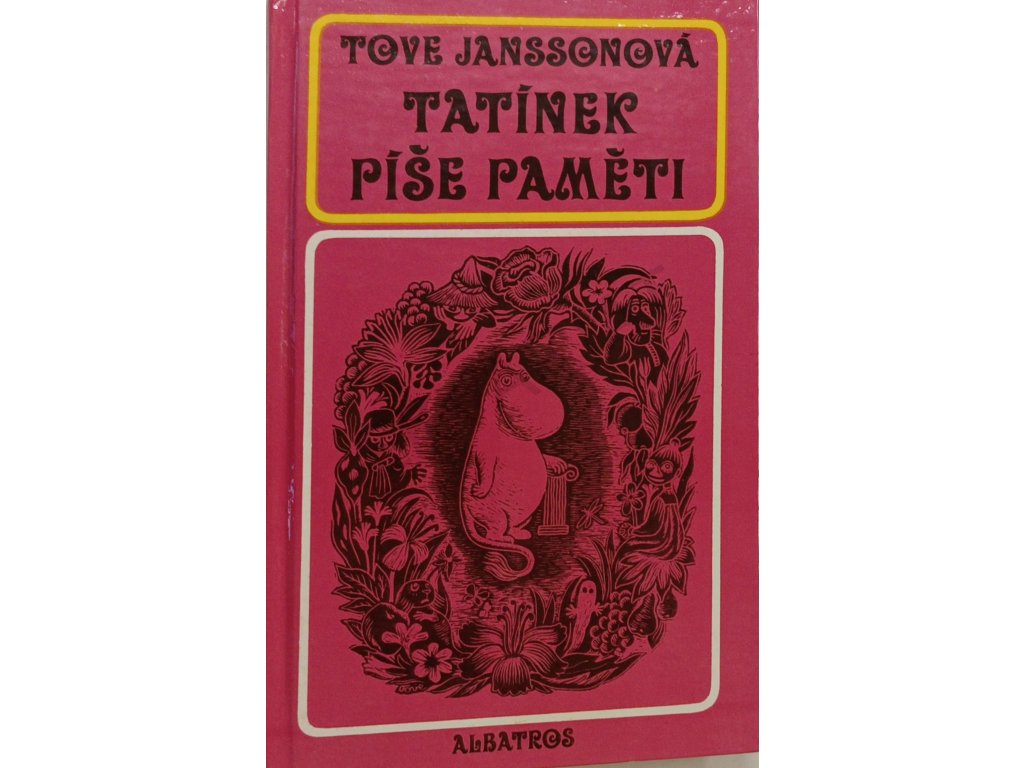 TOVE JANSSONOVÁ
TATÍNEK
PÍŠE PAMĚTI
ALBATROS